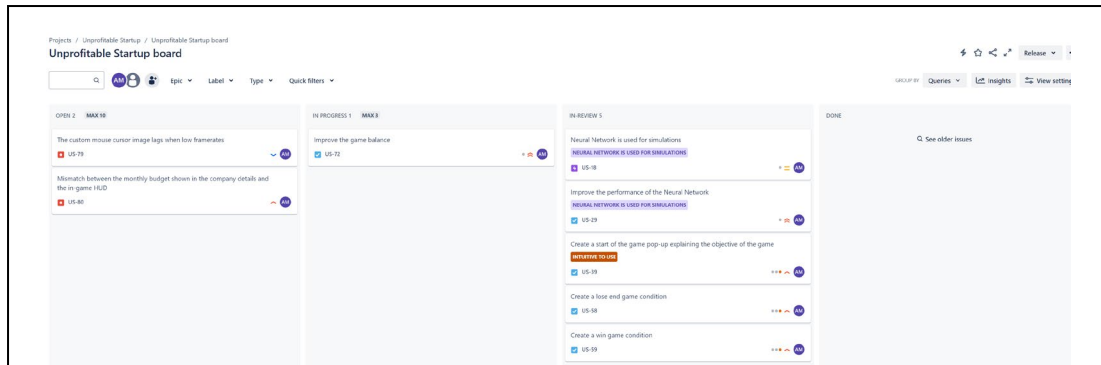 Projects / Unprofitable Startup / Unprofitable Startup board
Unprofitable Startup board
Release
AM
Epic
Label
Type
Quick filters
GROUP BY
Queries
Insights
View setting
OPEN 2 MAX 10
IN PROGRESS 1 MAX 3
IN-REVIEW 5
DONE
The custom mouse cursor image lags when low framerates
US-79 AM
Mismatch between the monthly budget shown in the company details and
the in-game HUD
US-80 AM
Improve the game balance
US-72 AM
Neural Network is used for simulations
NEURAL NETWORK IS USED FOR SIMULATIONS
US-18 AM
Improve the performance of the Neural Network
NEURAL NETWORK IS USED FOR SIMULATIONS
US-29 AM
Create a start of the game pop-up explaining the objective of the game
INTUITIVE TO USE
US-39 AM
Create a lose end game condition
US-58 AM
Create a win game condition
US-59 AM
See older issues